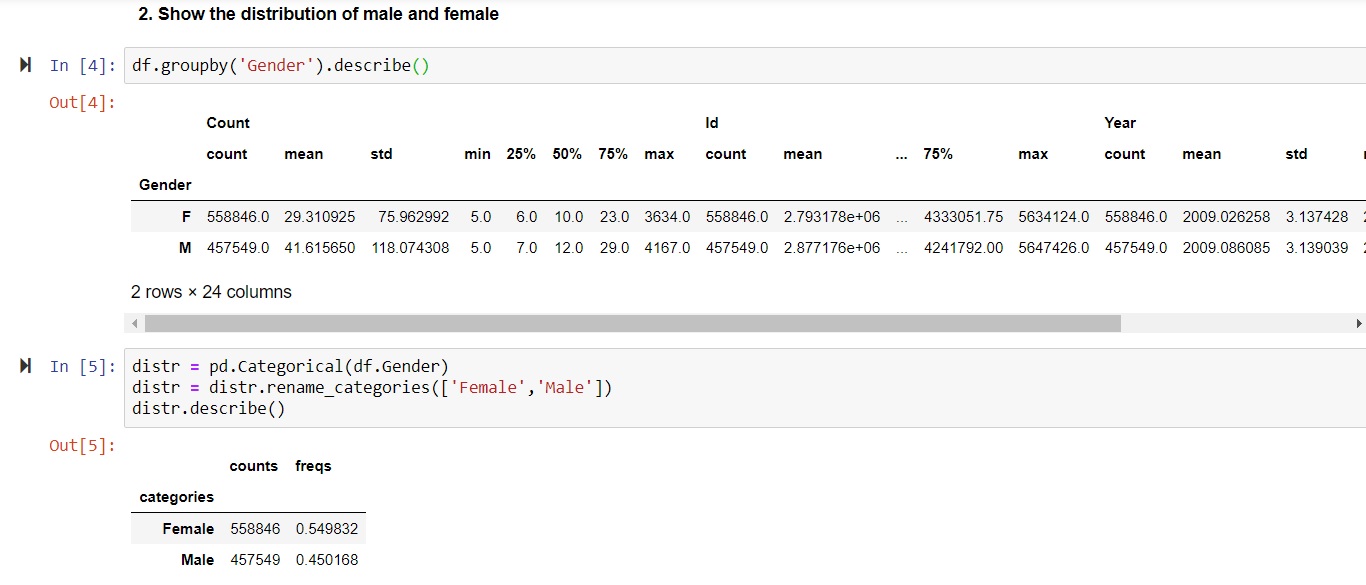 2. Show the distribution of male and female
In [4]: df.groupby('Gender').describe()
Out[4]:
Count Id Year
count mean std min 25% 50% 75% max count mean ... 75% max count mean std
Gender
F 558846.0 29.310925 75.962992 5.0 6.0 10.0 23.0 3634.0 558846.0 2.793178e+06 ... 4333051.75 5634124.0 558846.0 2009.026258 3.137428
M 457549.0 41.615650 118.074308 5.0 7.0 12.0 29.0 4167.0 457549.0 2.877176e+06 ... 4241792.00 5647426.0 457549.0 2009.086085 3.139039
2 rows × 24 columns
In [5]: distr = pd.Categorical(df.Gender)
distr = distr.rename_categories(['Female','Male'])
distr.describe()
Out[5]:
counts freqs
categories
Female 558846 0.549832
Male 457549 0.450168